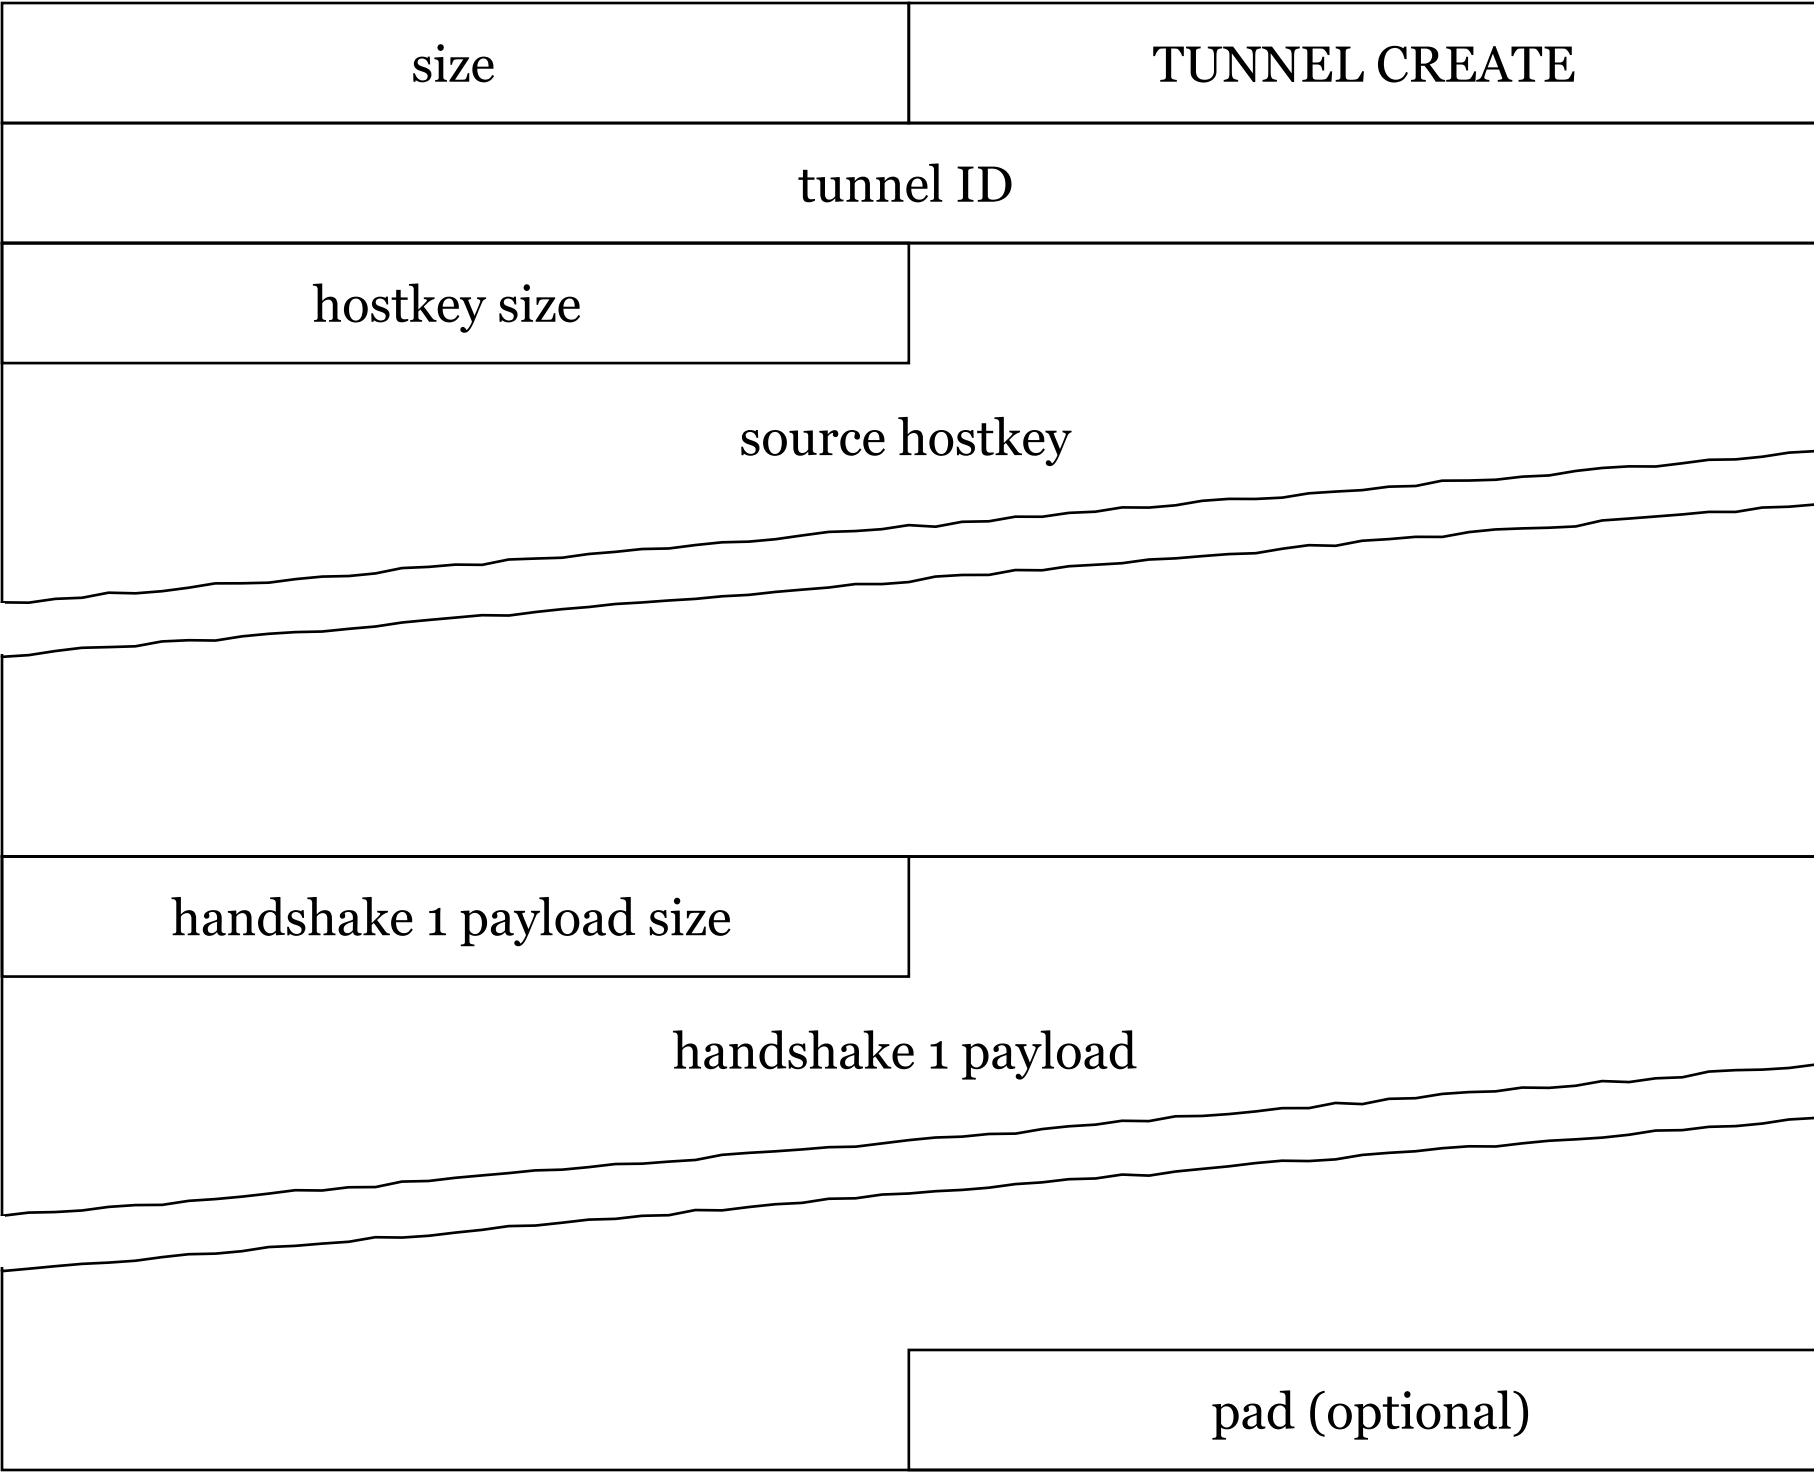 size
TUNNEL CREATE
tunnel ID
hostkey size
source hostkey
handshake 1 payload size
handshake 1 payload
pad (optional)